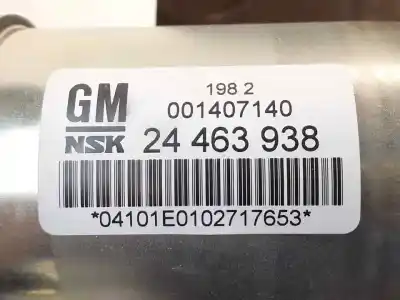 198 2
GM 001407140
NSK 24 463 938
*04101E0102717653*